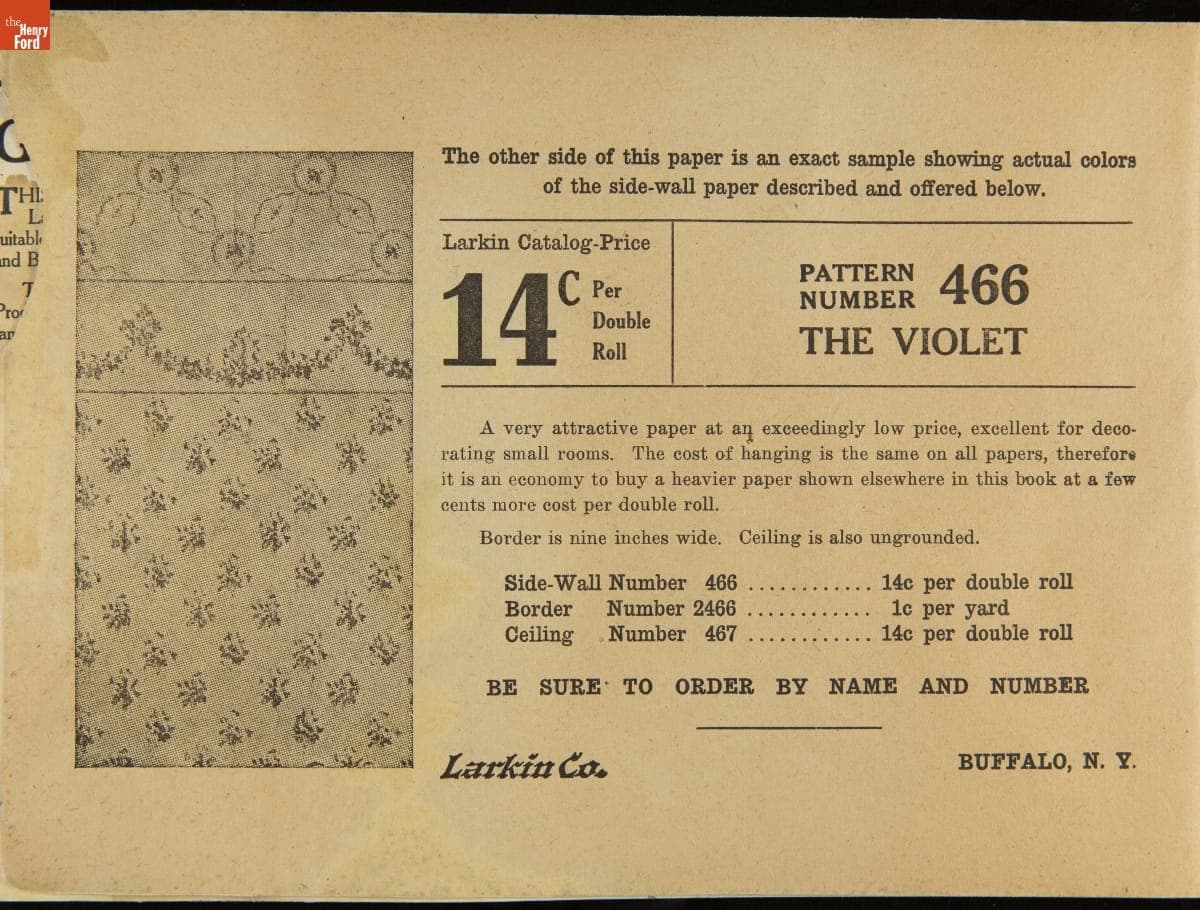 the
Henry
Ford
The other side of this paper is an exact sample showing actual colors
of the side-wall paper described and offered below.
Larkin Catalog-Price
14c Per
Double
Roll
PATTERN
NUMBER 466
THE VIOLET
A very attractive paper at an exceedingly low price, excellent for deco-
rating small rooms. The cost of hanging is the same on all papers, therefore
it is an economy to buy a heavier paper shown elsewhere in this book at a few
cents more cost per double roll.
Border is nine inches wide. Ceiling is also ungrounded.
Side-Wall Number 466 ............ 14c per double roll
Border Number 2466 ............ 1c per yard
Ceiling Number 467 ............ 14c per double roll
BE SURE TO ORDER BY NAME AND NUMBER
Larkin Co.
BUFFALO, N. Y.